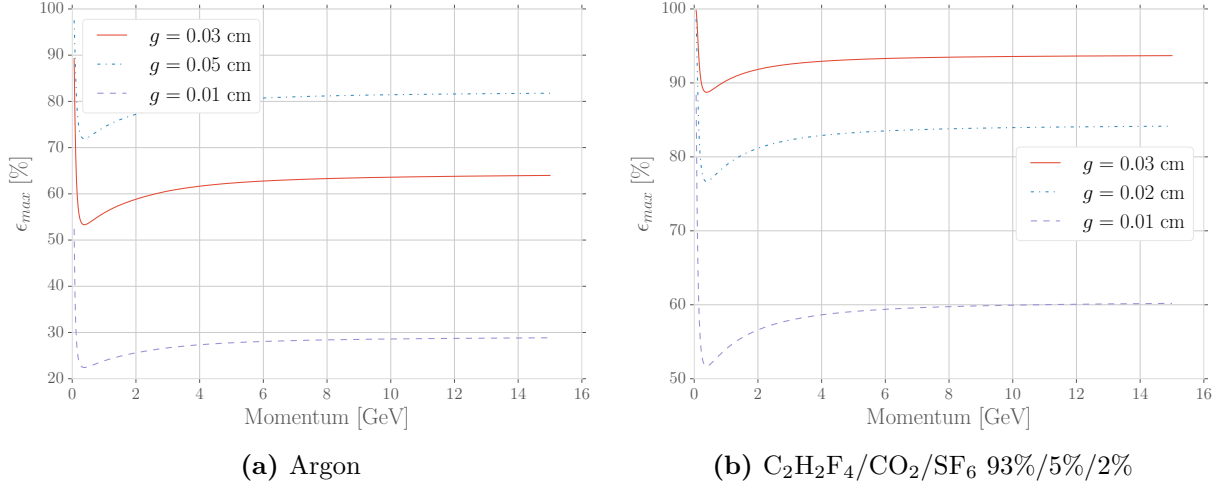 100
90
80
70
60
50
40
30
20
ϵmax [%]
g = 0.03 cm
g = 0.05 cm
g = 0.01 cm
0 2 4 6 8 10 12 14 16
Momentum [GeV]
(a) Argon
100
90
80
70
60
50
ϵmax [%]
g = 0.03 cm
g = 0.02 cm
g = 0.01 cm
0 2 4 6 8 10 12 14 16
Momentum [GeV]
(b) C₂H₂F₄/CO₂/SF₆ 93%/5%/2%